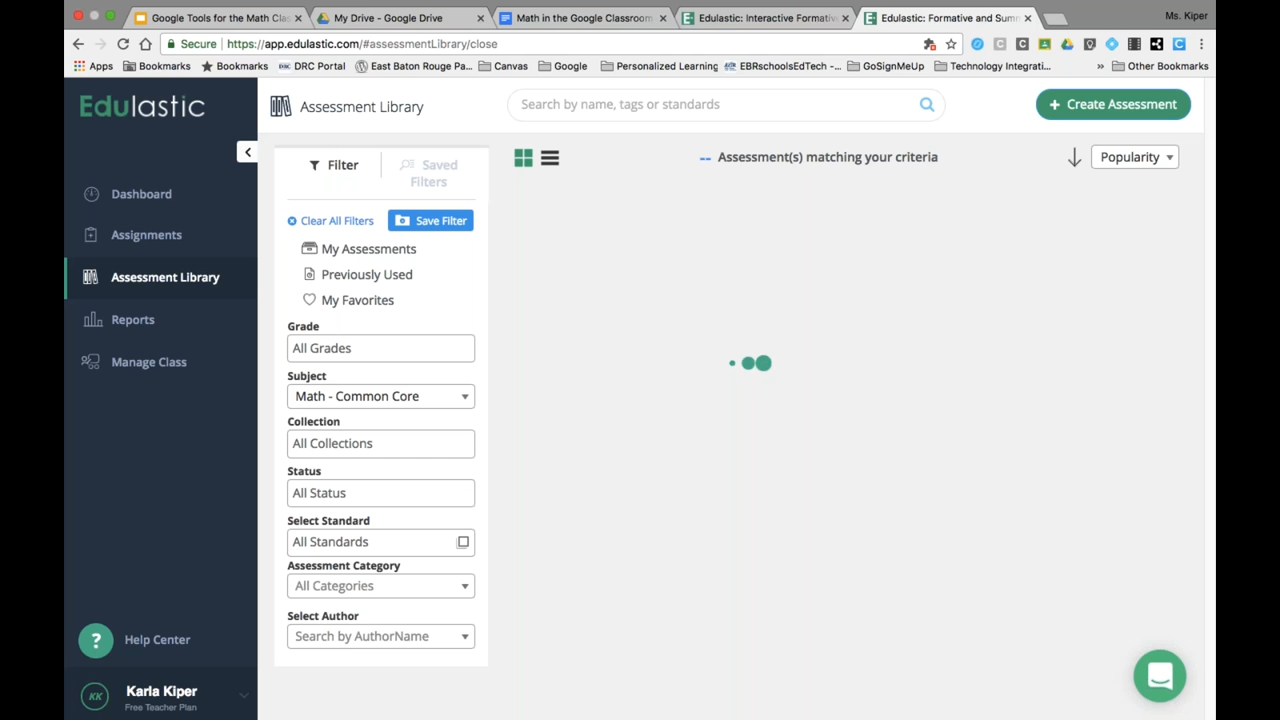 Google Tools for the Math Clas
My Drive - Google Drive
Math in the Google Classroom
Edulastic: Interactive Formativ
Edulastic: Formative and Sum
Ms. Kiper
Secure
https://app.edulastic.com/#assessmentLibrary/close
Apps
Bookmarks
Bookmarks
DRC Portal
East Baton Rouge Pa...
Canvas
Google
Personalized Learning
EBRschoolsEdTech -...
GoSignMeUp
Technology Integrati...
»
Other Bookmarks
Edulastic
Assessment Library
Search by name, tags or standards
+ Create Assessment
Dashboard
Assignments
Assessment Library
Reports
Manage Class
? Help Center
KK Karla Kiper
Free Teacher Plan
Filter
Saved
Filters
Clear All Filters
Save Filter
My Assessments
Previously Used
My Favorites
Grade
All Grades
Subject
Math - Common Core
Collection
All Collections
Status
All Status
Select Standard
All Standards
Assessment Category
All Categories
Select Author
Search by AuthorName
-- Assessment(s) matching your criteria
Popularity